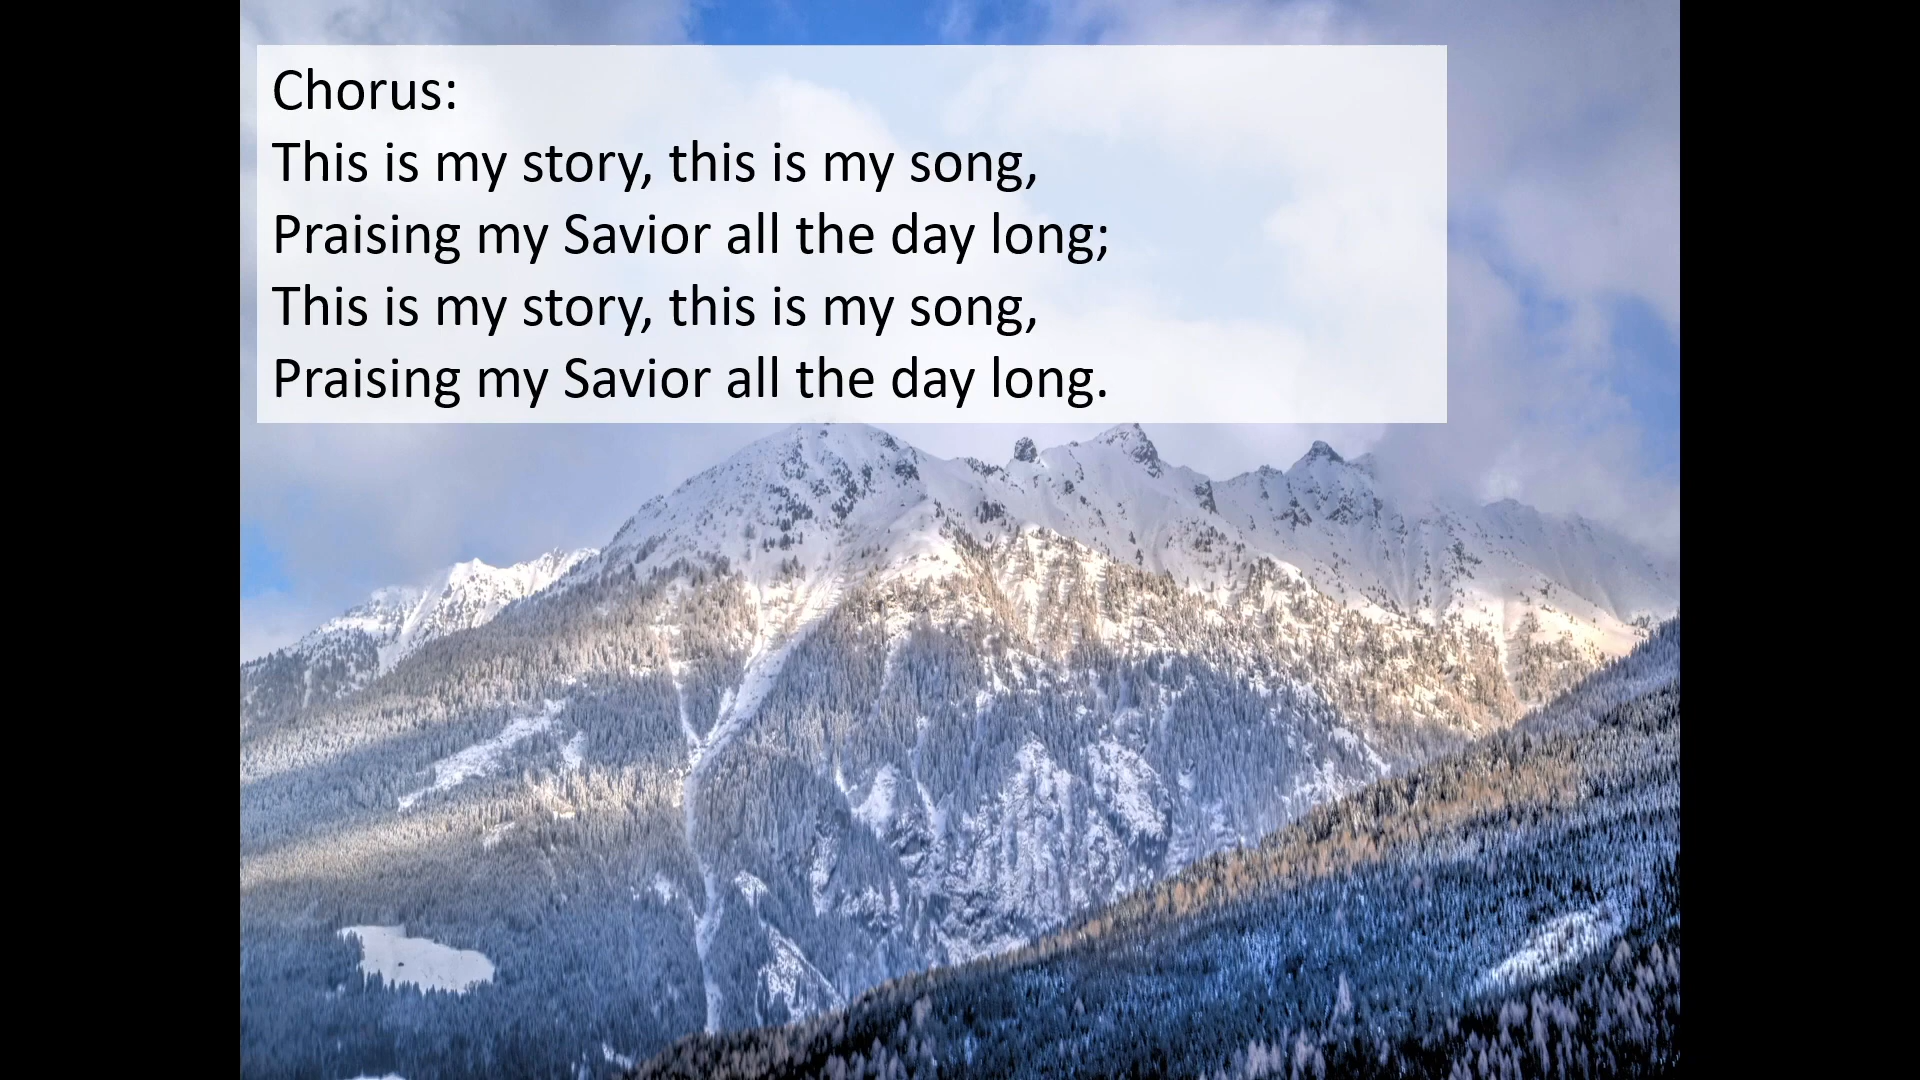 Chorus:
This is my story, this is my song,
Praising my Savior all the day long;
This is my story, this is my song,
Praising my Savior all the day long.